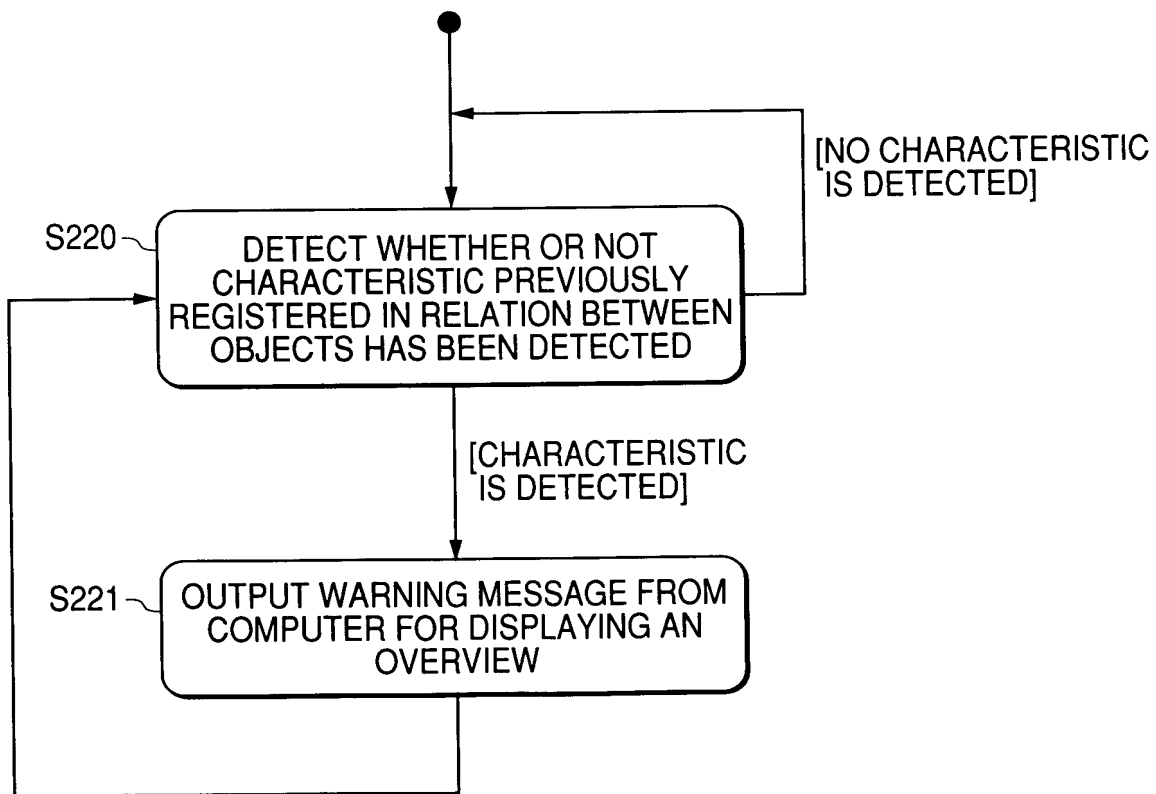 [NO CHARACTERISTIC
IS DETECTED]
S220
DETECT WHETHER OR NOT
CHARACTERISTIC PREVIOUSLY
REGISTERED IN RELATION BETWEEN
OBJECTS HAS BEEN DETECTED
[CHARACTERISTIC
IS DETECTED]
S221
OUTPUT WARNING MESSAGE FROM
COMPUTER FOR DISPLAYING AN
OVERVIEW